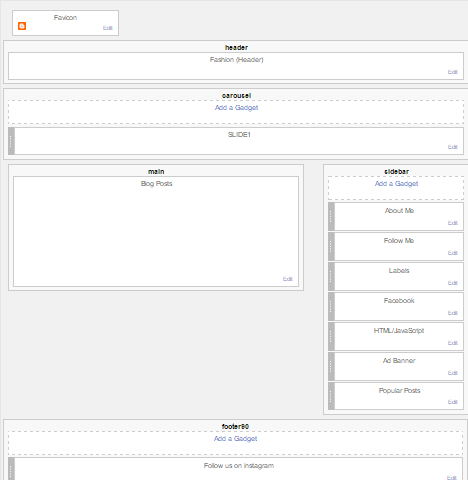 Favicon
Edit
header
Fashion (Header)
Edit
carousel
Add a Gadget
SLIDE1
Edit
main
Blog Posts
Edit
sidebar
Add a Gadget
About Me
Edit
Follow Me
Edit
Labels
Edit
Facebook
Edit
HTML/JavaScript
Edit
Ad Banner
Edit
Popular Posts
Edit
footer90
Add a Gadget
Follow us on instagram
Edit